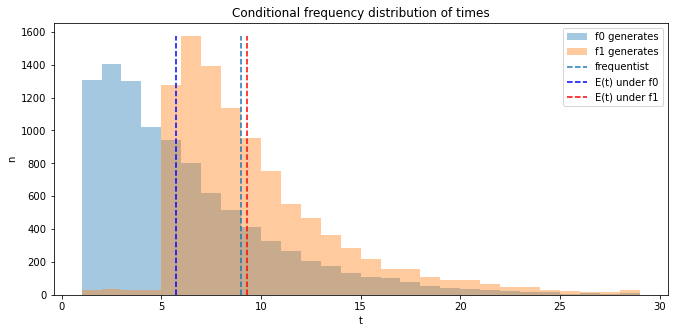 Conditional frequency distribution of times
n
1600
1400
1200
1000
800
600
400
200
0
0 5 10 15 20 25 30
t
f0 generates
f1 generates
frequentist
E(t) under f0
E(t) under f1